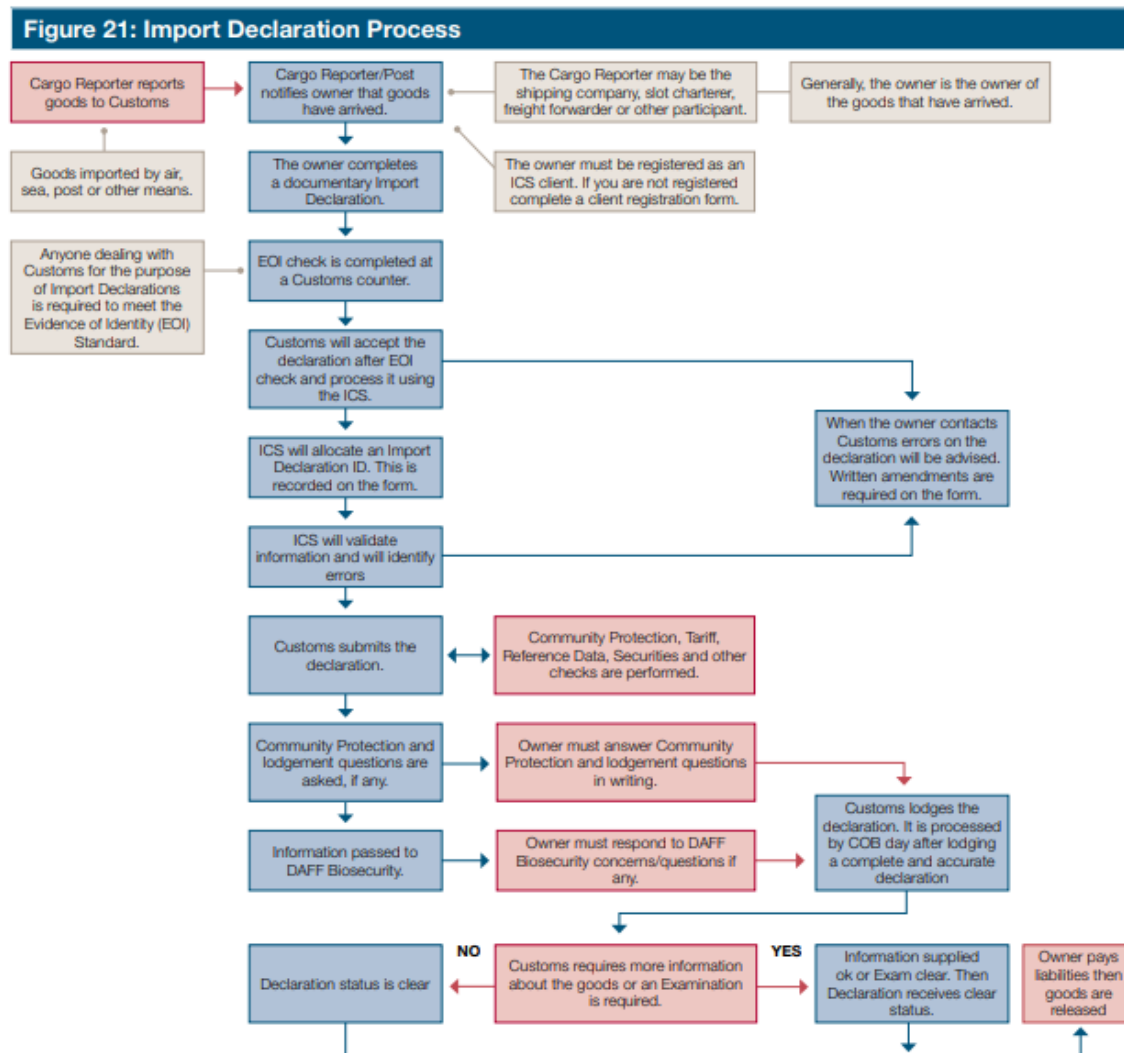 Figure 21: Import Declaration Process
Cargo Reporter reports
goods to Customs
Cargo Reporter/Post
notifies owner that goods
have arrived.
The Cargo Reporter may be the
shipping company, slot charterer,
freight forwarder or other participant.
Generally, the owner is the owner of
the goods that have arrived.
Goods imported by air,
sea, post or other means.
The owner completes
a documentary Import
Declaration.
The owner must be registered as an
ICS client. If you are not registered
complete a client registration form.
Anyone dealing with
Customs for the purpose
of Import Declarations
is required to meet the
Evidence of Identity (EOI)
Standard.
EOI check is completed at
a Customs counter.
Customs will accept the
declaration after EOI
check and process it using
the ICS.
When the owner contacts
Customs errors on the
declaration will be advised.
Written amendments are
required on the form.
ICS will allocate an Import
Declaration ID. This is
recorded on the form.
ICS will validate
information and will identify
errors
Customs submits the
declaration.
Community Protection, Tariff,
Reference Data, Securities and other
checks are performed.
Community Protection and
lodgement questions are
asked, if any.
Owner must answer Community
Protection and lodgement questions
in writing.
Customs lodges the
declaration. It is processed
by COB day after lodging
a complete and accurate
declaration
Information passed to
DAFF Biosecurity.
Owner must respond to DAFF
Biosecurity concerns/questions if
any.
Declaration status is clear
NO
Customs requires more information
about the goods or an Examination
is required.
YES
Information supplied
ok or Exam clear. Then
Declaration receives clear
status.
Owner pays
liabilities then
goods are
released